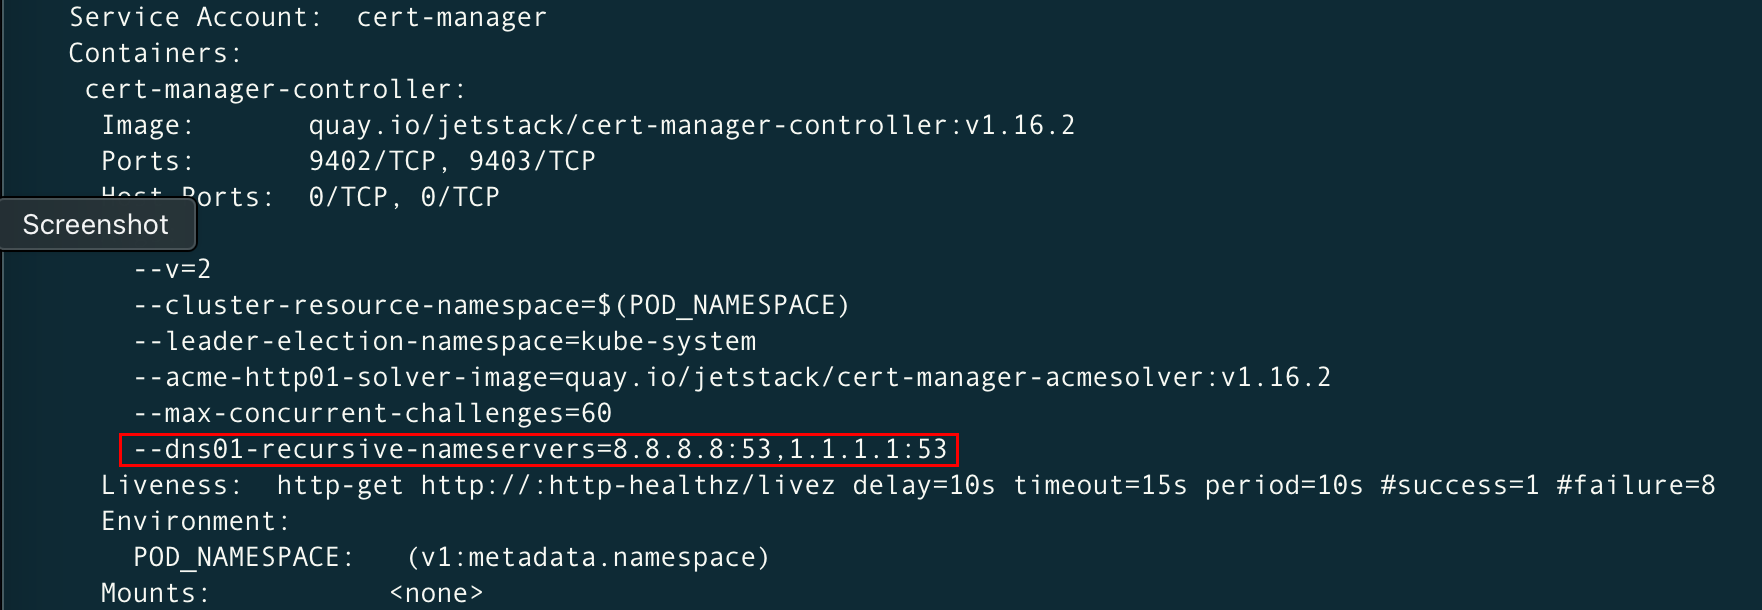 Service Account:  cert-manager
Containers:
cert-manager-controller:
Image:  quay.io/jetstack/cert-manager-controller:v1.16.2
Ports:  9402/TCP, 9403/TCP
Host Ports:  0/TCP, 0/TCP
Screenshot
--v=2
--cluster-resource-namespace=$(POD_NAMESPACE)
--leader-election-namespace=kube-system
--acme-http01-solver-image=quay.io/jetstack/cert-manager-acmesolver:v1.16.2
--max-concurrent-challenges=60
--dns01-recursive-nameservers=8.8.8.8:53,1.1.1.1:53
Liveness:  http-get http://:http-healthz/livez delay=10s timeout=15s period=10s #success=1 #failure=8
Environment:
POD_NAMESPACE:  (v1:metadata.namespace)
Mounts:  <none>